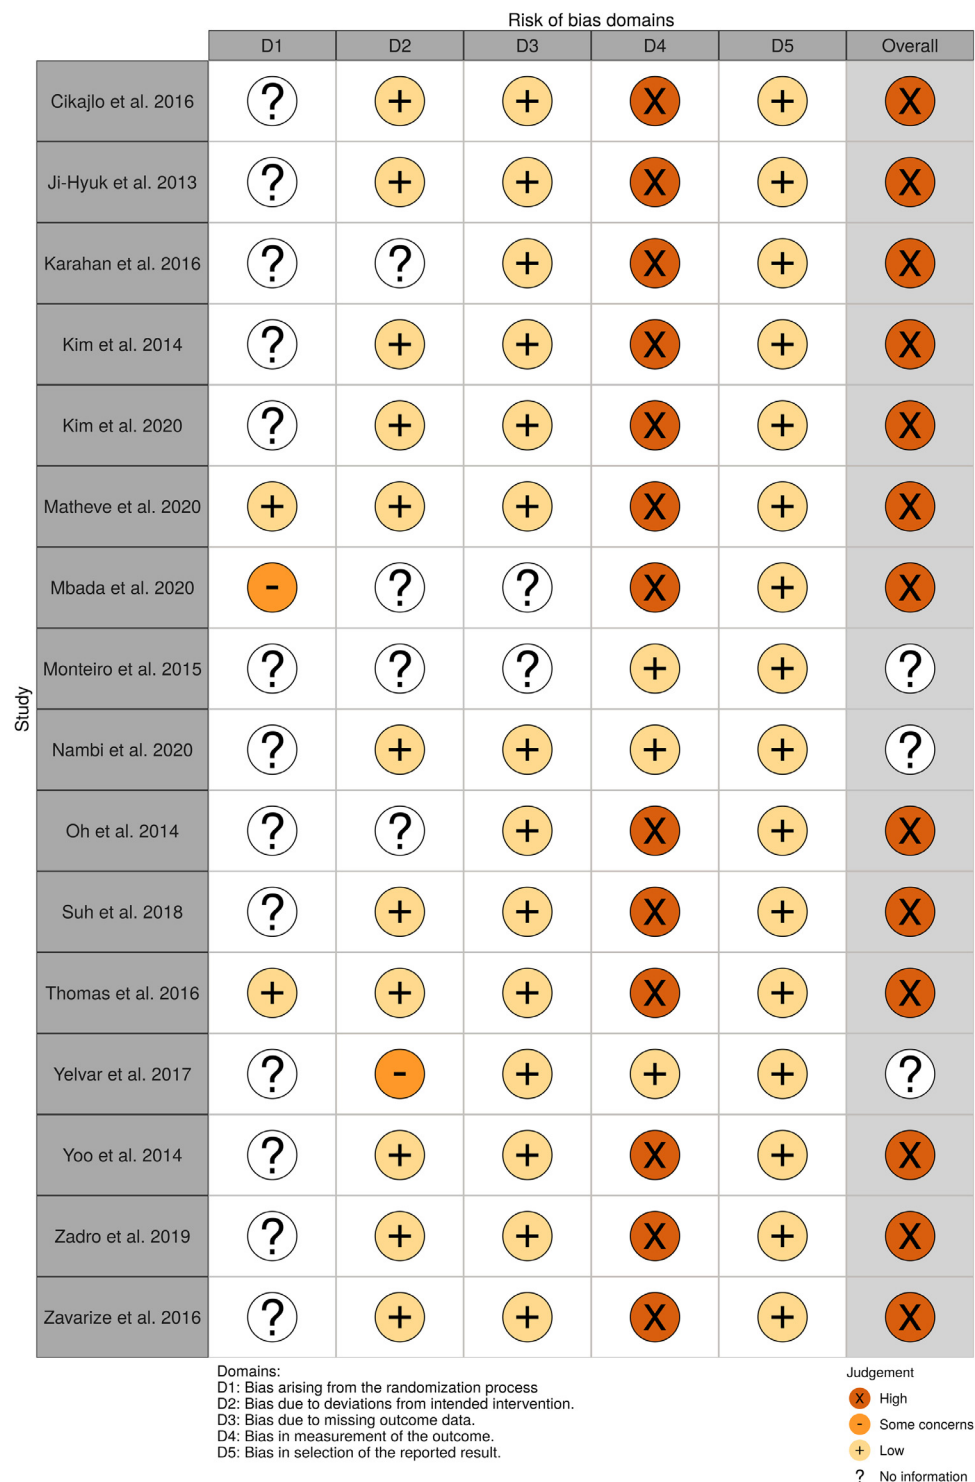 Risk of bias domains
D1 D2 D3 D4 D5 Overall
Study
Cikajlo et al. 2016 ? + + X + X
Ji-Hyuk et al. 2013 ? + + X + X
Karahan et al. 2016 ? ? + X + X
Kim et al. 2014 ? + + X + X
Kim et al. 2020 ? + + X + X
Matheve et al. 2020 + + + X + X
Mbada et al. 2020 - ? ? X + X
Monteiro et al. 2015 ? ? ? + + ?
Nambi et al. 2020 ? + + + + ?
Oh et al. 2014 ? ? + X + X
Suh et al. 2018 ? + + X + X
Thomas et al. 2016 + + + X + X
Yelvar et al. 2017 ? - + + + ?
Yoo et al. 2014 ? + + X + X
Zadro et al. 2019 ? + + X + X
Zavarize et al. 2016 ? + + X + X
Domains:
D1: Bias arising from the randomization process
D2: Bias due to deviations from intended intervention.
D3: Bias due to missing outcome data.
D4: Bias in measurement of the outcome.
D5: Bias in selection of the reported result.
Judgement
X High
- Some concerns
+ Low
? No information